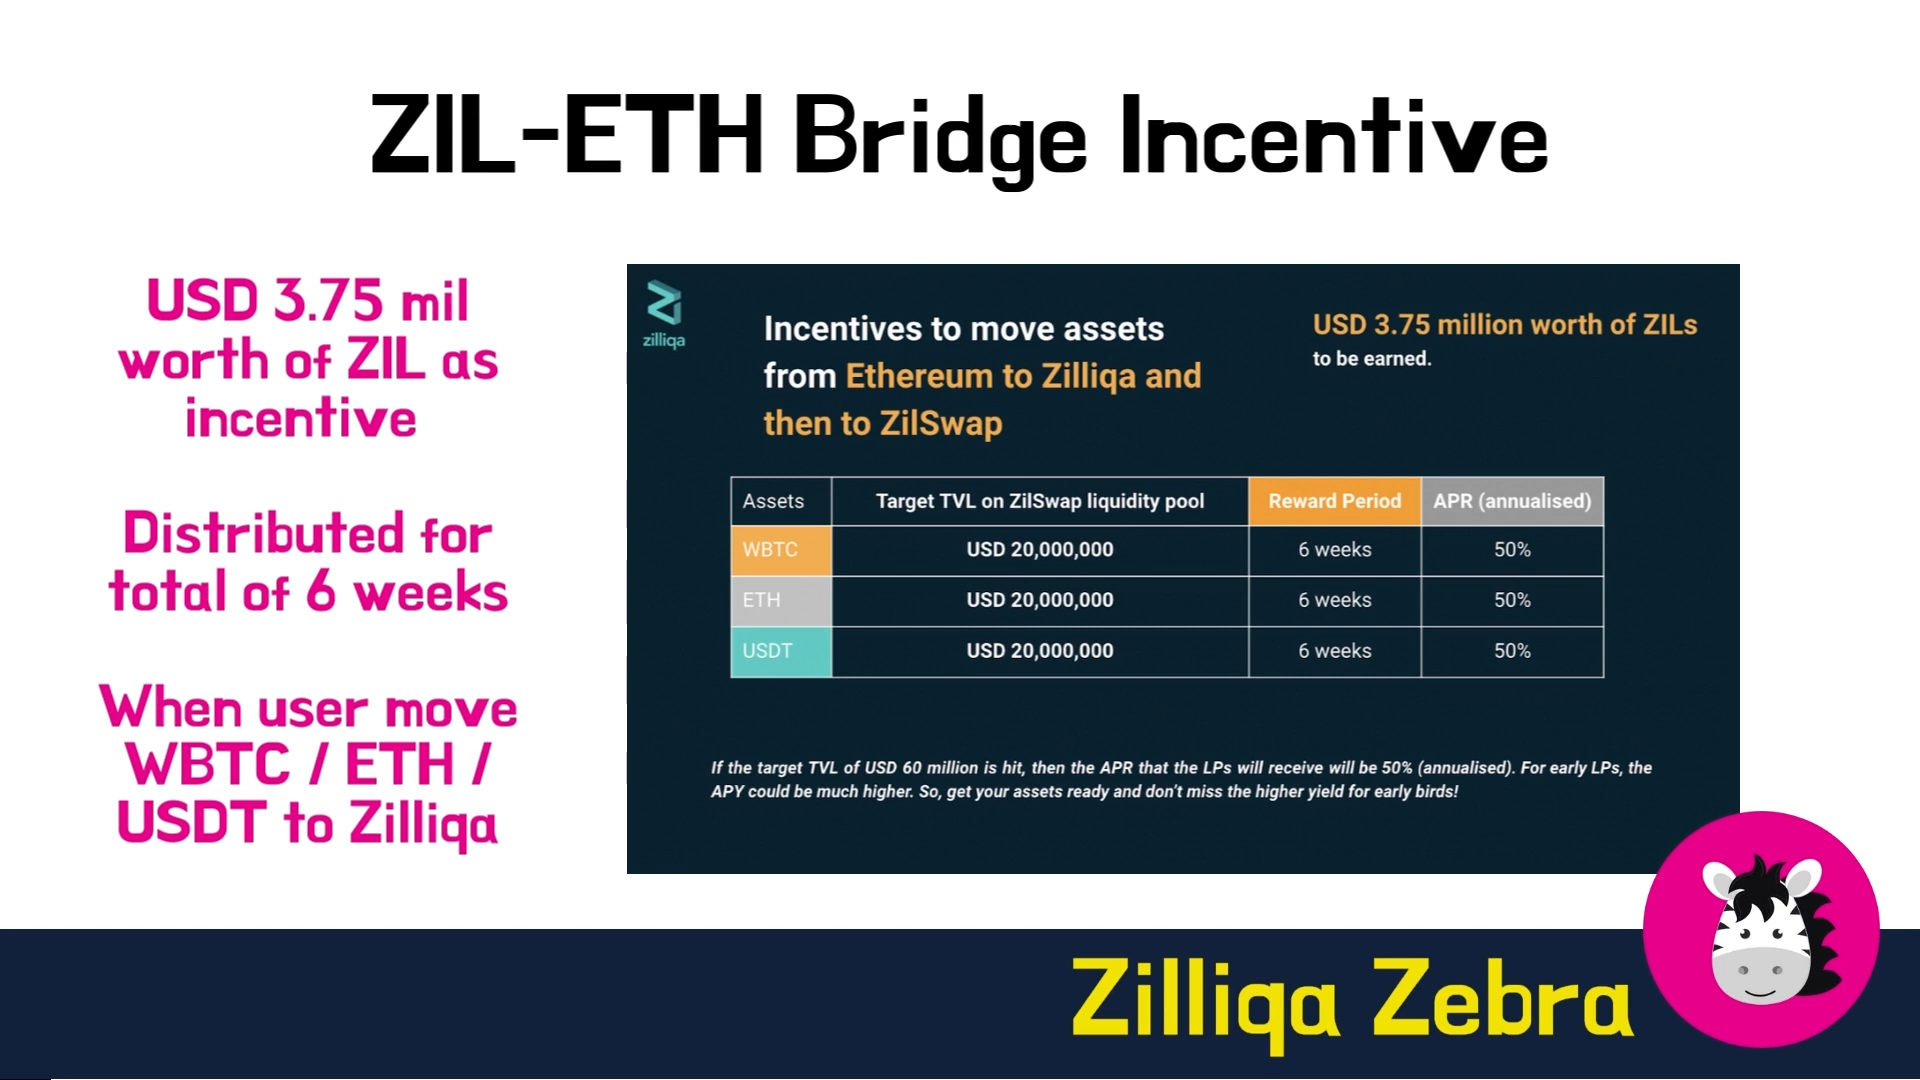 ZIL-ETH Bridge Incentive
USD 3.75 mil
worth of ZIL as
incentive
Distributed for
total of 6 weeks
When user move
WBTC / ETH /
USDT to Zilliqa
zilliqa
Incentives to move assets
from Ethereum to Zilliqa and
then to ZilSwap
USD 3.75 million worth of ZILs
to be earned.
Assets Target TVL on ZilSwap liquidity pool Reward Period APR (annualised)
WBTC USD 20,000,000 6 weeks 50%
ETH USD 20,000,000 6 weeks 50%
USDT USD 20,000,000 6 weeks 50%
If the target TVL of USD 60 million is hit, then the APR that the LPs will receive will be 50% (annualised). For early LPs, the
APY could be much higher. So, get your assets ready and don't miss the higher yield for early birds!
Zilliqa Zebra